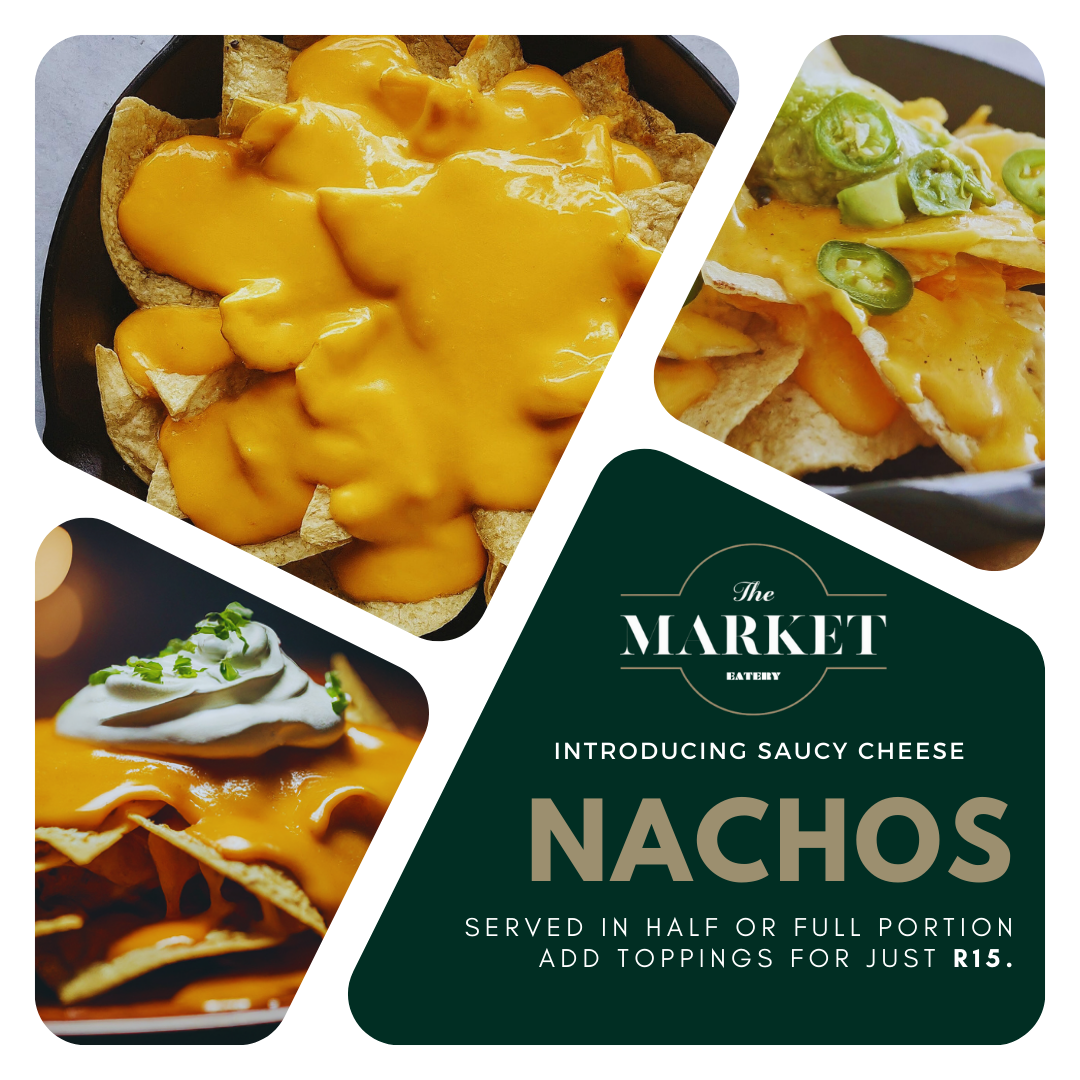 The
MARKET
EATERY
INTRODUCING SAUCY CHEESE
NACHOS
SERVED IN HALF OR FULL PORTION
ADD TOPPINGS FOR JUST R15.